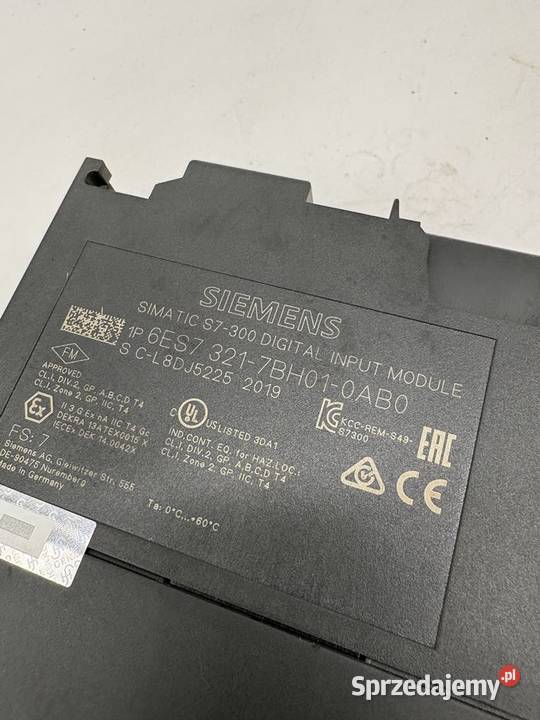 SIEMENS
SIMATIC S7-300 DIGITAL INPUT MODULE
1P 6ES7 321-7BH01-0AB0
S C-L8DJ5225 2019
FM
APPROVED
CL.I, DIV.2, GP. A,B,C,D T4
CL.I, Zone 2, GP. IIC, T4
Ex
II 3 G Ex nA IIC T4 Gc
DEKRA 13ATEX0015 X
IECEx DEK 14.0042X
FS: 7
Siemens AG, Gleiwitzer Str. 555
DE-90475 Nuremberg
Made in Germany
C UL US LISTED 3DA1
IND. CONT. EQ. for HAZ. LOC.:
CL.I, DIV.2, GP. A,B,C,D T4
CL.I, Zone 2, GP. IIC, T4
Ta: 0°C...+60°C
KCC-REM-S49-
S7300
EAC
CE
Sprzedajemy.pl